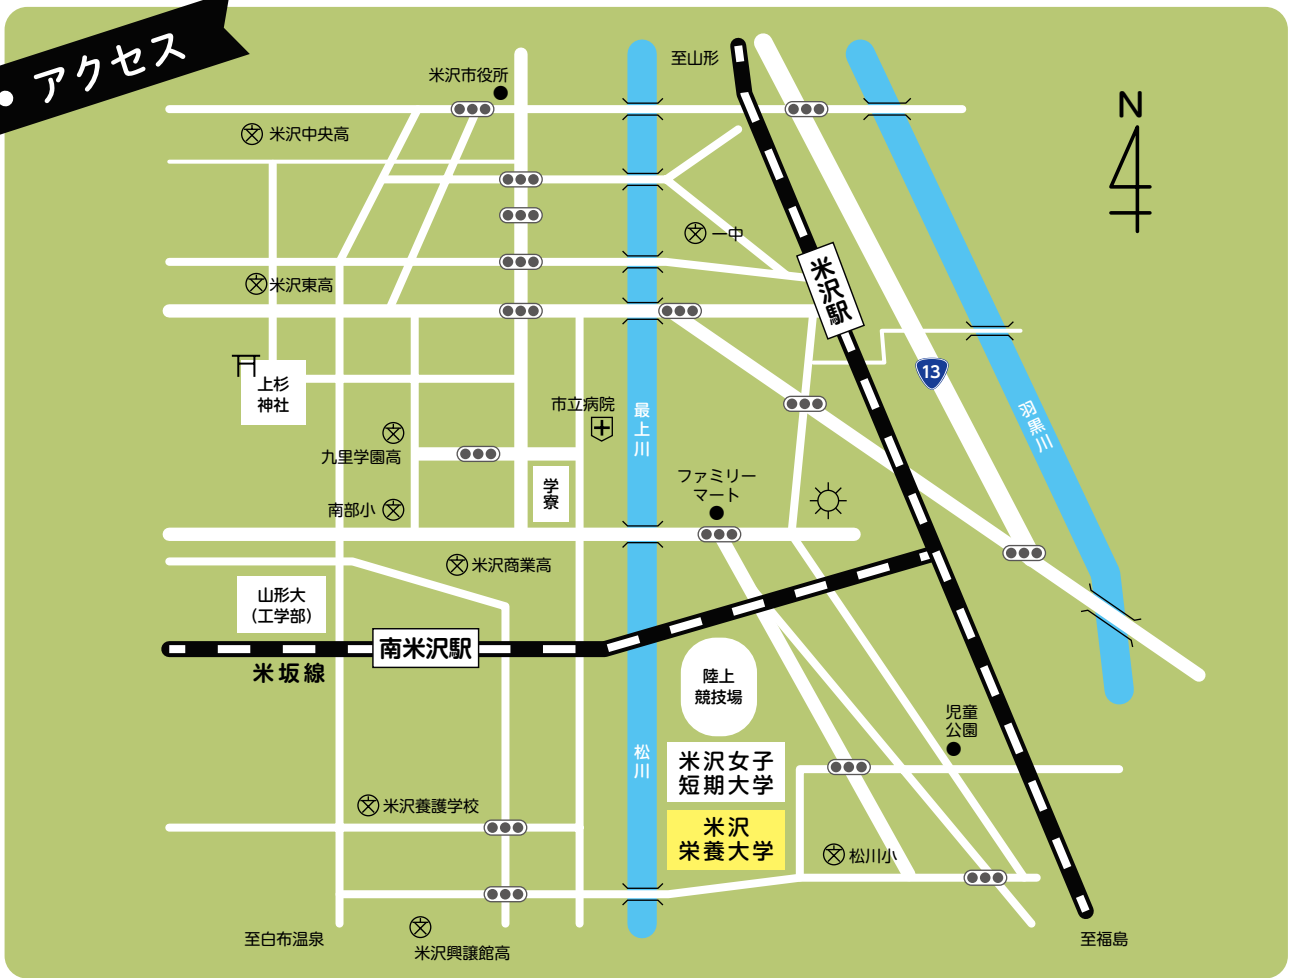 アクセス
至山形
米沢市役所
N
米沢中央高
一中
米沢駅
米沢東高
13
上杉
神社
市立病院
最上川
羽黒川
九里学園高
ファミリー
マート
学寮
南部小
米沢商業高
山形大
(工学部)
南米沢駅
米坂線
陸上
競技場
児童
公園
松川
米沢女子
短期大学
米沢養護学校
米沢
栄養大学
松川小
至白布温泉
米沢興譲館高
至福島